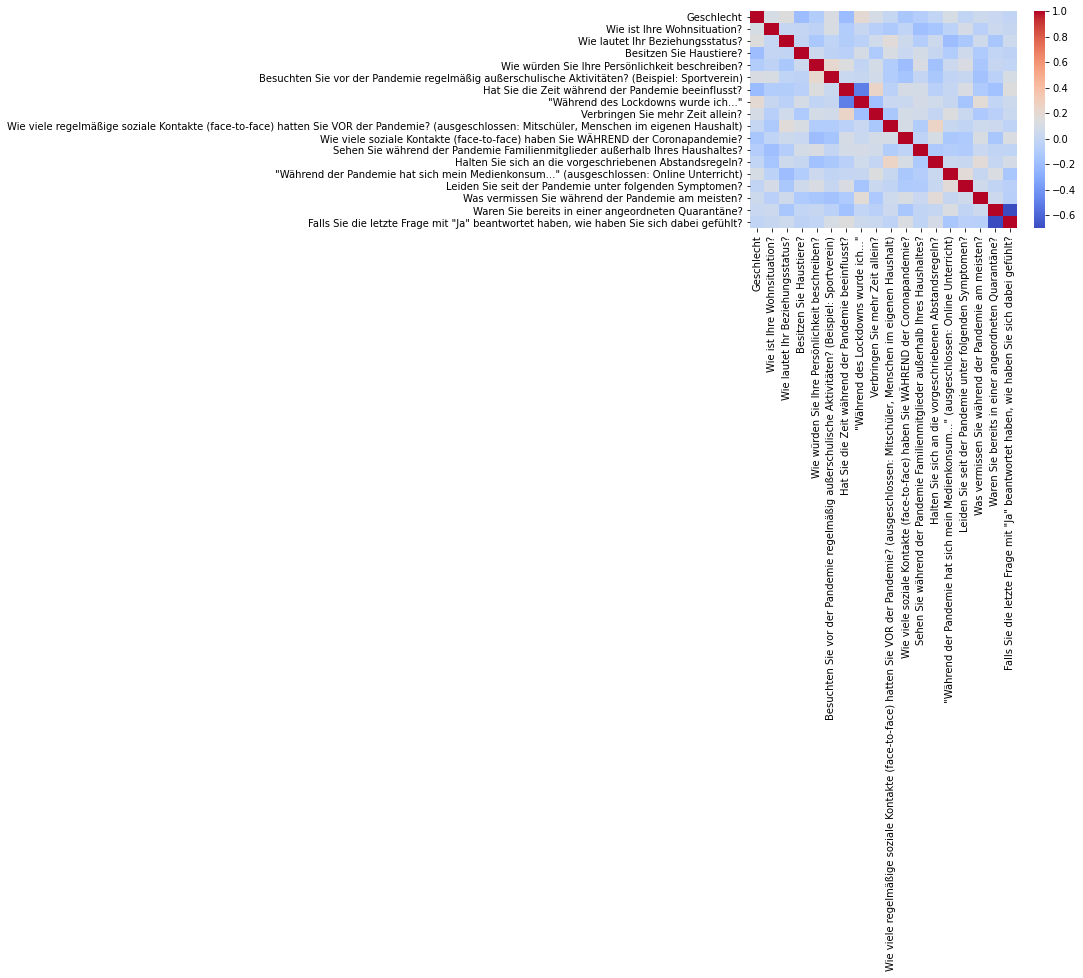 Geschlecht
Wie ist Ihre Wohnsituation?
Wie lautet Ihr Beziehungsstatus?
Besitzen Sie Haustiere?
Wie würden Sie Ihre Persönlichkeit beschreiben?
Besuchten Sie vor der Pandemie regelmäßig außerschulische Aktivitäten? (Beispiel: Sportverein)
Hat Sie die Zeit während der Pandemie beeinflusst?
"Während des Lockdowns wurde ich..."
Verbringen Sie mehr Zeit allein?
Wie viele regelmäßige soziale Kontakte (face-to-face) hatten Sie VOR der Pandemie? (ausgeschlossen: Mitschüler, Menschen im eigenen Haushalt)
Wie viele soziale Kontakte (face-to-face) haben Sie WÄHREND der Coronapandemie?
Sehen Sie während der Pandemie Familienmitglieder außerhalb Ihres Haushaltes?
Halten Sie sich an die vorgeschriebenen Abstandsregeln?
"Während der Pandemie hat sich mein Medienkonsum..." (ausgeschlossen: Online Unterricht)
Leiden Sie seit der Pandemie unter folgenden Symptomen?
Was vermissen Sie während der Pandemie am meisten?
Waren Sie bereits in einer angeordneten Quarantäne?
Falls Sie die letzte Frage mit "Ja" beantwortet haben, wie haben Sie sich dabei gefühlt?
Geschlecht
Wie ist Ihre Wohnsituation?
Wie lautet Ihr Beziehungsstatus?
Besitzen Sie Haustiere?
Wie würden Sie Ihre Persönlichkeit beschreiben?
Besuchten Sie vor der Pandemie regelmäßig außerschulische Aktivitäten? (Beispiel: Sportverein)
Hat Sie die Zeit während der Pandemie beeinflusst?
"Während des Lockdowns wurde ich..."
Verbringen Sie mehr Zeit allein?
Wie viele regelmäßige soziale Kontakte (face-to-face) hatten Sie VOR der Pandemie? (ausgeschlossen: Mitschüler, Menschen im eigenen Haushalt)
Wie viele soziale Kontakte (face-to-face) haben Sie WÄHREND der Coronapandemie?
Sehen Sie während der Pandemie Familienmitglieder außerhalb Ihres Haushaltes?
Halten Sie sich an die vorgeschriebenen Abstandsregeln?
"Während der Pandemie hat sich mein Medienkonsum..." (ausgeschlossen: Online Unterricht)
Leiden Sie seit der Pandemie unter folgenden Symptomen?
Was vermissen Sie während der Pandemie am meisten?
Waren Sie bereits in einer angeordneten Quarantäne?
Falls Sie die letzte Frage mit "Ja" beantwortet haben, wie haben Sie sich dabei gefühlt?
1.0
0.8
0.6
0.4
0.2
0.0
−0.2
−0.4
−0.6